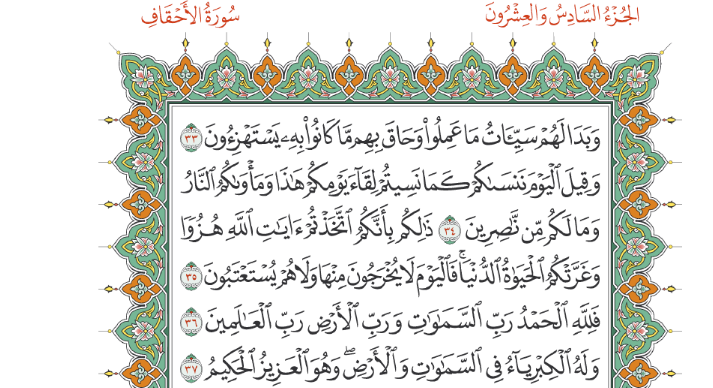 الجُزْءُ السَّادِسُ وَالعِشْرُونَ
سُورَةُ الأَحْقَافِ
وَبَدَا لَهُمْ سَيِّـَٔاتُ مَا عَمِلُوا۟ وَحَاقَ بِهِم مَّا كَانُوا۟ بِهِۦ يَسْتَهْزِءُونَ ٣٣
وَقِيلَ ٱلْيَوْمَ نَنسَىٰكُمْ كَمَا نَسِيتُمْ لِقَآءَ يَوْمِكُمْ هَٰذَا وَمَأْوَىٰكُمُ ٱلنَّارُ
وَمَا لَكُم مِّن نَّٰصِرِينَ ٣٤ ذَٰلِكُم بِأَنَّكُمُ ٱتَّخَذْتُمْ ءَايَٰتِ ٱللَّهِ هُزُوًا
وَغَرَّتْكُمُ ٱلْحَيَوٰةُ ٱلدُّنْيَا ۚ فَٱلْيَوْمَ لَا يُخْرَجُونَ مِنْهَا وَلَا هُمْ يُسْتَعْتَبُونَ ٣٥
فَلِلَّهِ ٱلْحَمْدُ رَبِّ ٱلسَّمَٰوَٰتِ وَرَبِّ ٱلْأَرْضِ رَبِّ ٱلْعَٰلَمِينَ ٣٦
وَلَهُ ٱلْكِبْرِيَآءُ فِى ٱلسَّمَٰوَٰتِ وَٱلْأَرْضِ ۖ وَهُوَ ٱلْعَزِيزُ ٱلْحَكِيمُ ٣٧